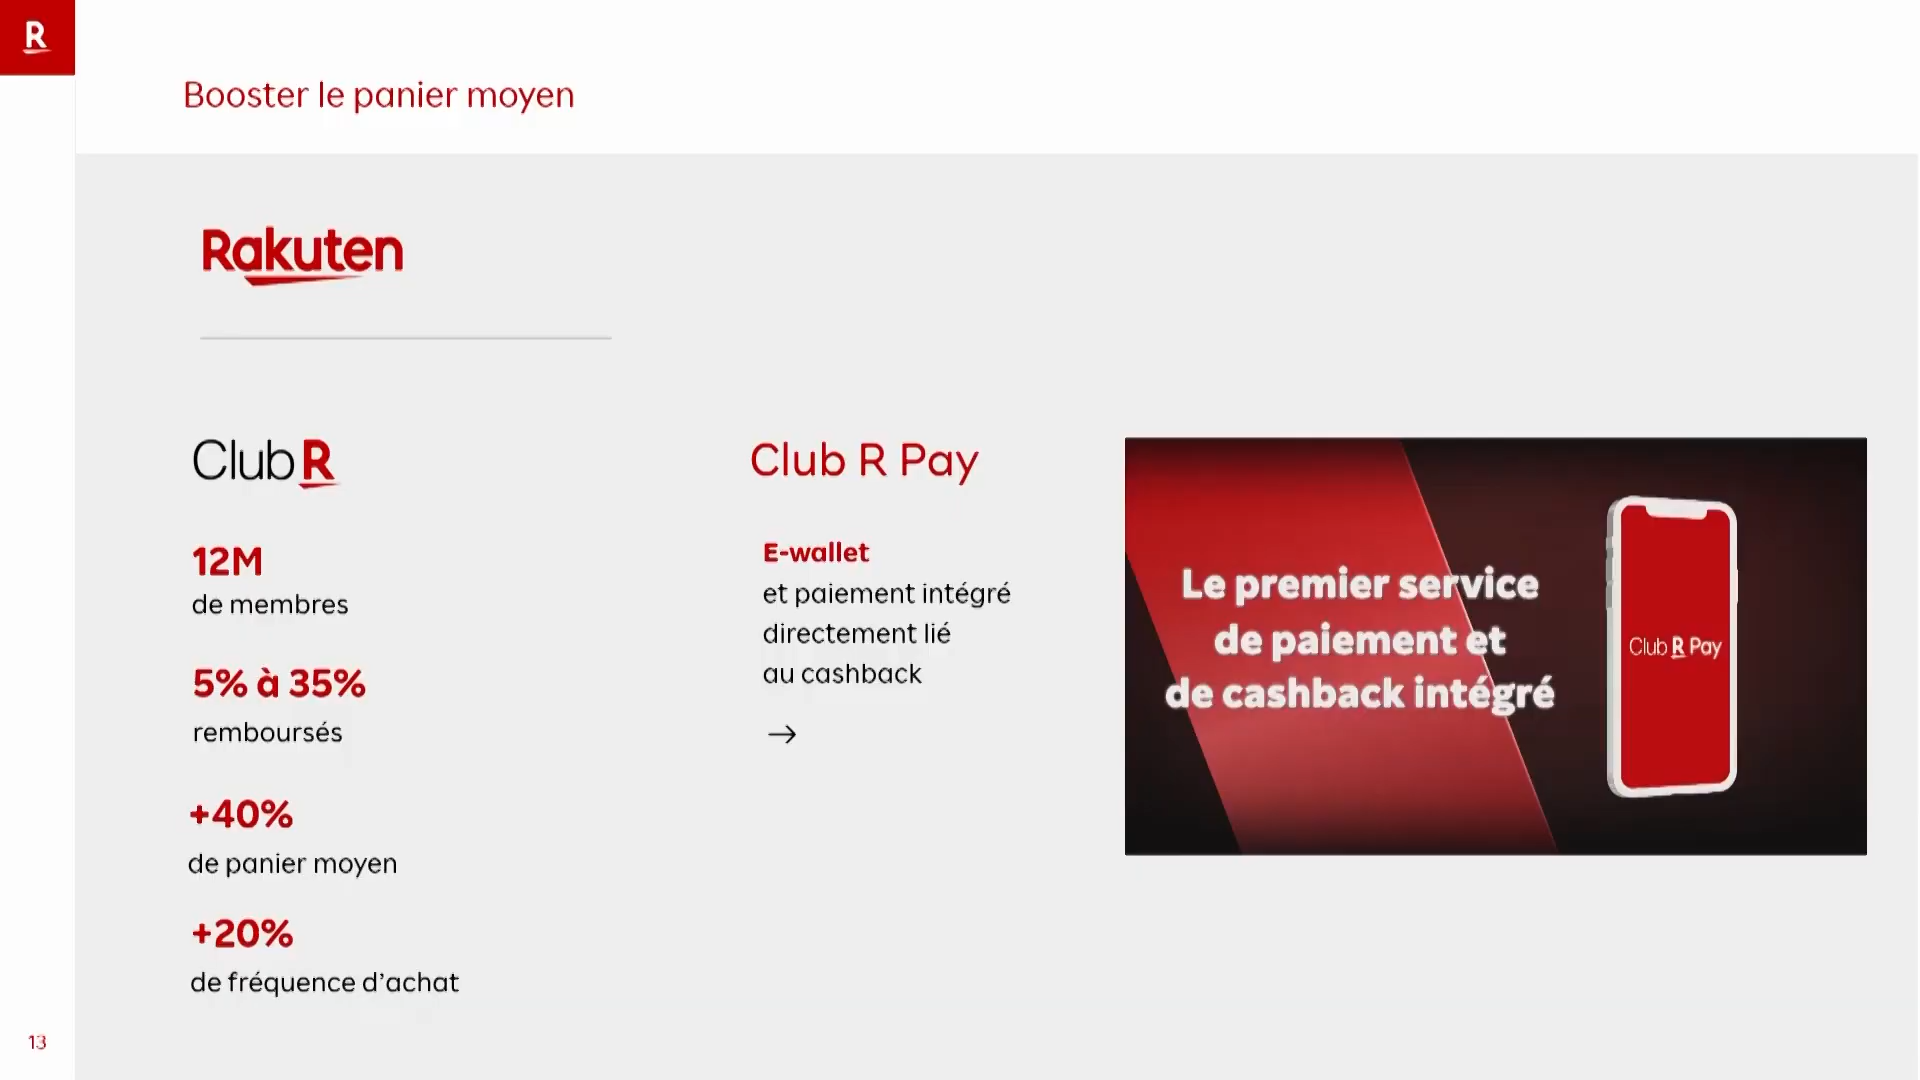 R
Booster le panier moyen
Rakuten
Club R
12M
de membres
5% à 35%
remboursés
+40%
de panier moyen
+20%
de fréquence d’achat
Club R Pay
E-wallet
et paiement intégré
directement lié
au cashback
→
Le premier service
de paiement et
de cashback intégré
Club R Pay
13